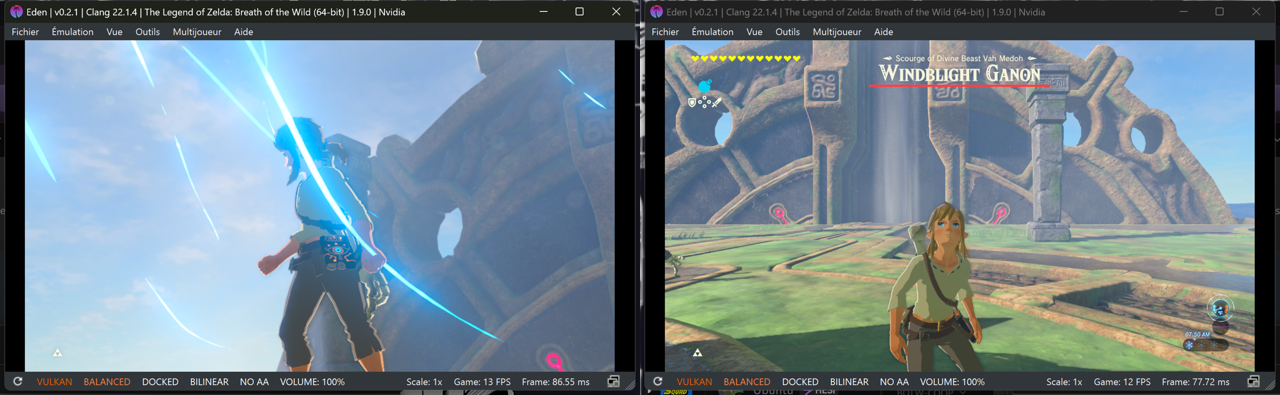 Eden | v0.2.1 | Clang 22.1.4 | The Legend of Zelda: Breath of the Wild (64-bit) | 1.9.0 | Nvidia
Fichier Émulation Vue Outils Multijoueur Aide
VULKAN BALANCED DOCKED BILINEAR NO AA VOLUME: 100% Scale: 1x Game: 13 FPS Frame: 86.55 ms
Eden | v0.2.1 | Clang 22.1.4 | The Legend of Zelda: Breath of the Wild (64-bit) | 1.9.0 | Nvidia
Fichier Émulation Vue Outils Multijoueur Aide
Scourge of Divine Beast Vah Medoh
WINDBLIGHT GANON
07:50 AM
VULKAN BALANCED DOCKED BILINEAR NO AA VOLUME: 100% Scale: 1x Game: 12 FPS Frame: 77.72 ms